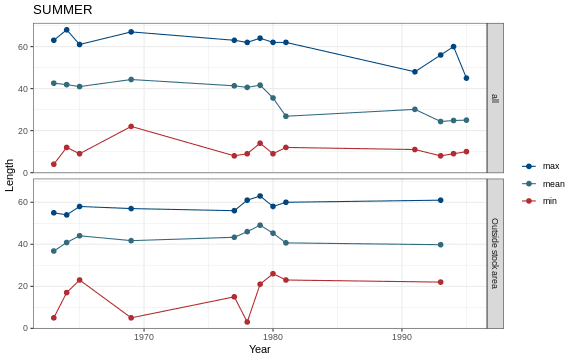 SUMMER
60
40
20
0
all
60
40
20
0
Outside stock area
1970 1980 1990
Length
Year
max
mean
min